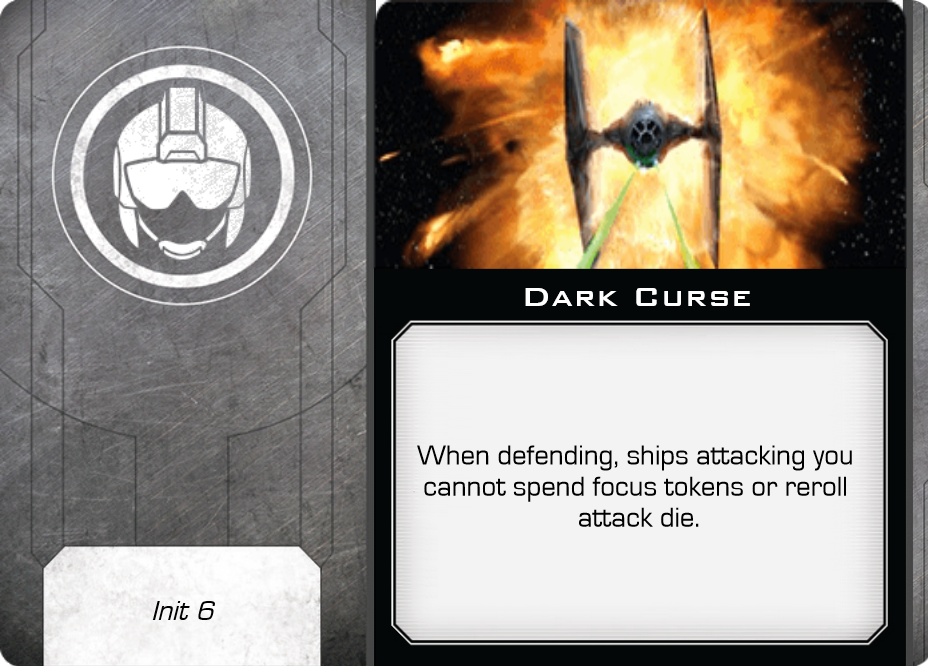 Dark Curse
When defending, ships attacking you
cannot spend focus tokens or reroll
attack die.
Init 6